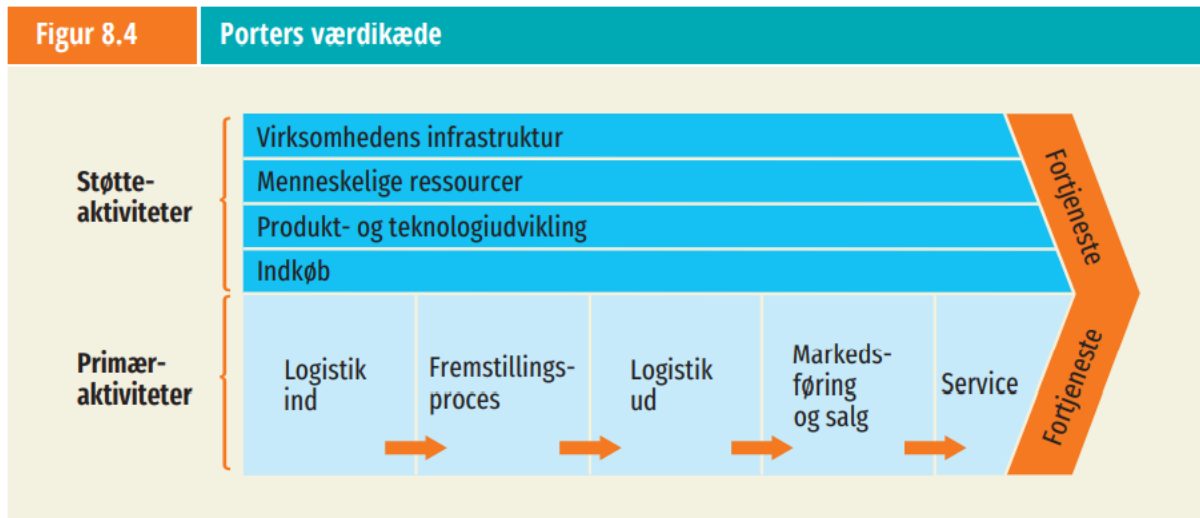 Figur 8.4
Porters værdikæde
Støtte-
aktiviteter
Virksomhedens infrastruktur
Menneskelige ressourcer
Produkt- og teknologiudvikling
Indkøb
Fortjeneste
Primær-
aktiviteter
Logistik
ind
Fremstillings-
proces
Logistik
ud
Markeds-
føring
og salg
Service
Fortjeneste